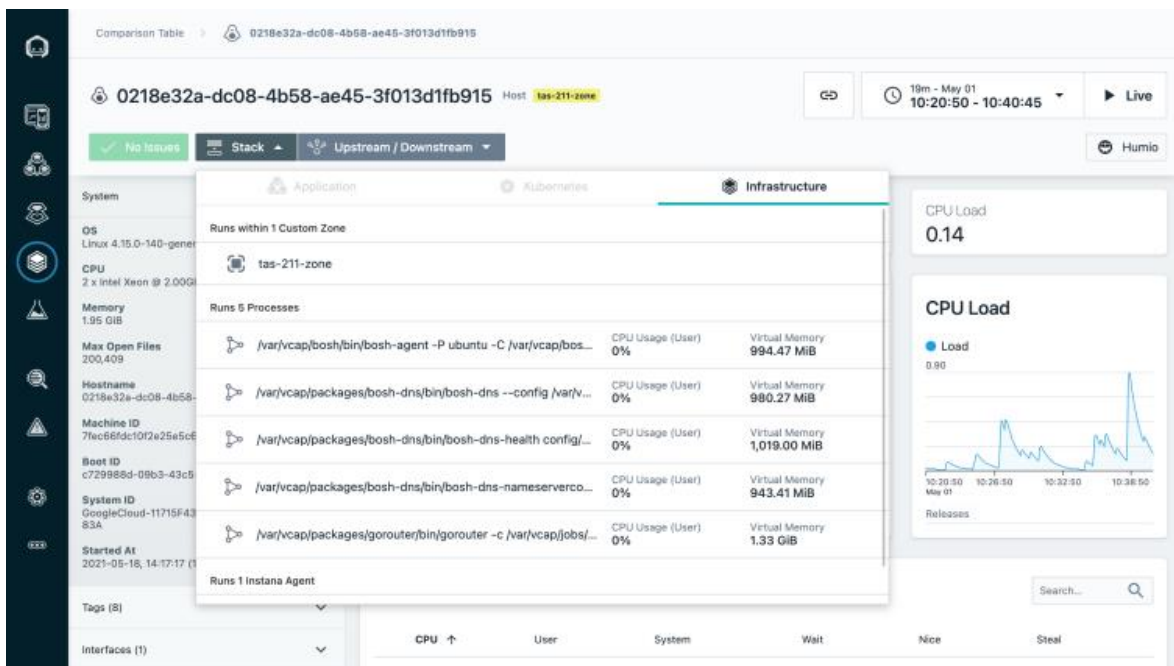 Comparison Table
0218e32a-dc08-4b58-ae45-3f013d1fb915
0218e32a-dc08-4b58-ae45-3f013d1fb915 Host tas-211-zone
19m - May 01
10:20:50 - 10:40:45
Live
No Issues
Stack
Upstream / Downstream
Humio
System
OS
Linux 4.15.0-140-gener
CPU
2 x Intel Xeon @ 2.00G
Memory
1.95 GiB
Max Open Files
200,409
Hostname
0218e32a-dc08-4b58-
Machine ID
7fec66fdc10f2e25e5c6
Boot ID
c729988d-09b3-43c5
System ID
GoogleCloud-11715F43
83A
Started At
2021-05-18, 14:17:17 (1
Tags (8)
Interfaces (1)
Application
Kubernetes
Infrastructure
Runs within 1 Custom Zone
tas-211-zone
Runs 5 Processes
/var/vcap/bosh/bin/bosh-agent -P ubuntu -C /var/vcap/bos...
CPU Usage (User)
0%
Virtual Memory
994.47 MiB
/var/vcap/packages/bosh-dns/bin/bosh-dns --config /var/v...
CPU Usage (User)
0%
Virtual Memory
980.27 MiB
/var/vcap/packages/bosh-dns/bin/bosh-dns-health config/...
CPU Usage (User)
0%
Virtual Memory
1,019.00 MiB
/var/vcap/packages/bosh-dns/bin/bosh-dns-nameserverco...
CPU Usage (User)
0%
Virtual Memory
943.41 MiB
/var/vcap/packages/gorouter/bin/gorouter -c /var/vcap/jobs/...
CPU Usage (User)
0%
Virtual Memory
1.33 GiB
Runs 1 Instana Agent
CPU Load
0.14
CPU Load
Load
0.90
10:20:50 10:26:50 10:32:50 10:38:50
May 01
Releases
Search...
CPU User System Wait Nice Steal